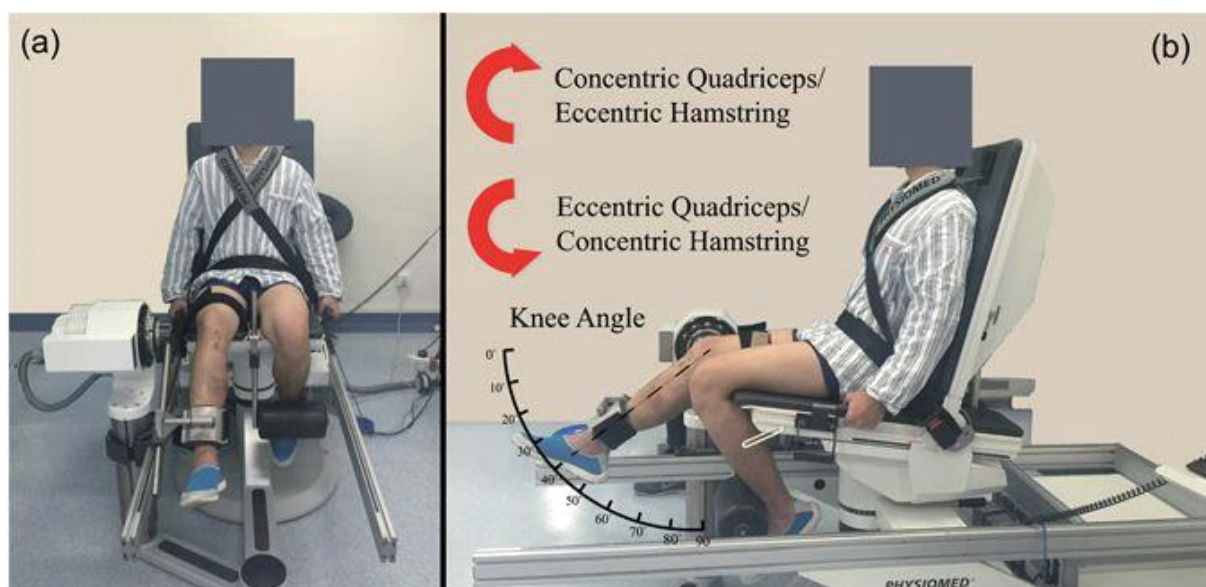 (a)
(b)
Concentric Quadriceps/
Eccentric Hamstring
Eccentric Quadriceps/
Concentric Hamstring
Knee Angle
0′
10′
20′
30′
40′
50′
60′
70′
80′
90′
PHYSIOMED
PHYSIOMED